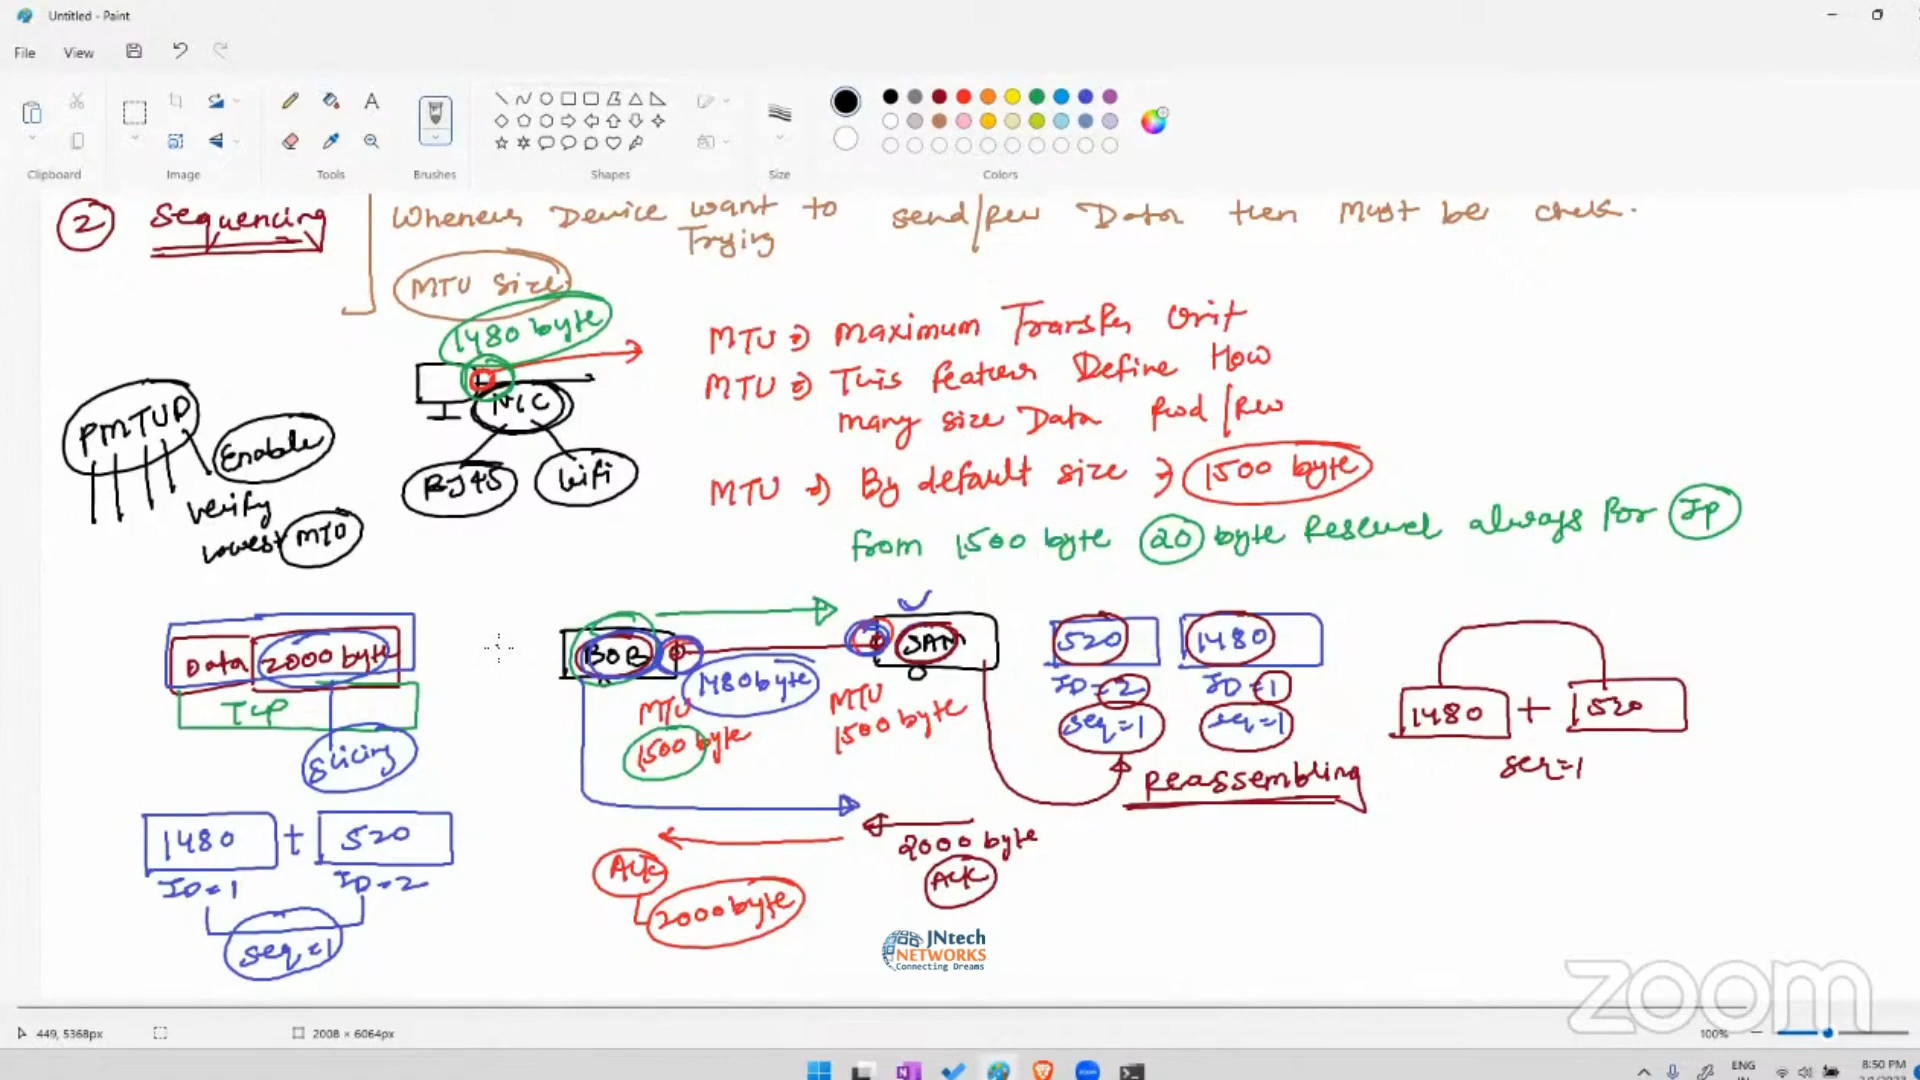 Untitled - Paint
File View
Clipboard Image Tools Brushes Shapes Size Colors
2 Sequencing
Whenever Device want to send/rcv Data then Must be check.
Trying
MTU Size
1480 byte
MTU ⇒ Maximum Transfer Unit
MTU ⇒ This feature Define How
many size Data fwd/rcv
MTU ⇒ By default size ⇒ 1500 byte
from 1500 byte 20 byte Reserved always for IP
NIC
RJ45 wifi
PMTUD
Enable
Verify
Lowest MTU
Data 2000 byte
TCP
slicing
1480 + 520
ID=1 ID=2
seq=1
BOB SAM
1480 byte
MTU
1500 byte
MTU
1500 byte
ACK
2000 byte
2000 byte
ACK
520 1480
ID=2 ID=1
seq=1 seq=1
Reassembling
1480 + 520
seq=1
JNtech
NETWORKS
Connecting Dreams
zoom
449, 5368px 2008 × 6064px 100%
ENG
8:50 PM